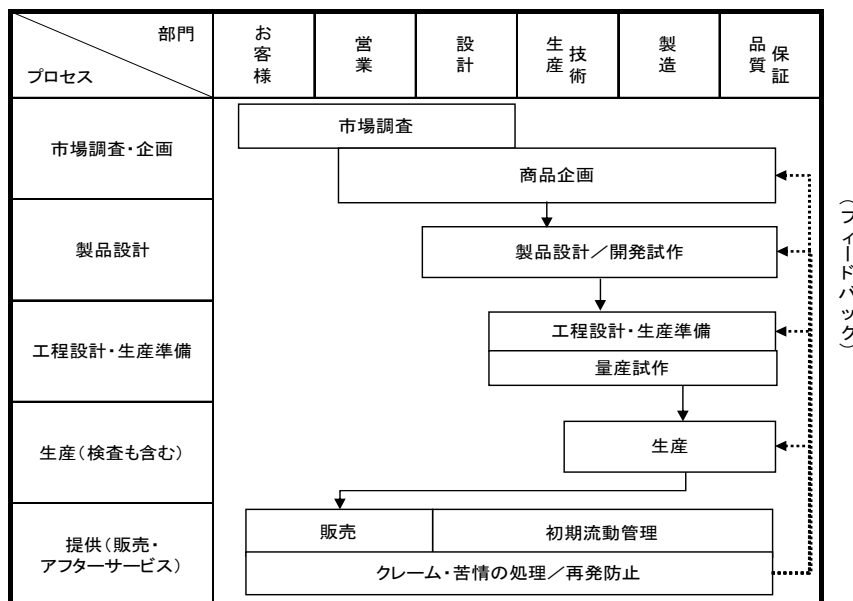 部門
プロセス
お客様
営業
設計
生産技術
製造
品質保証
市場調査・企画
市場調査
商品企画
製品設計
製品設計／開発試作
工程設計・生産準備
工程設計・生産準備
量産試作
生産（検査も含む）
生産
提供（販売・
アフターサービス）
販売
初期流動管理
クレーム・苦情の処理／再発防止
（フィードバック）